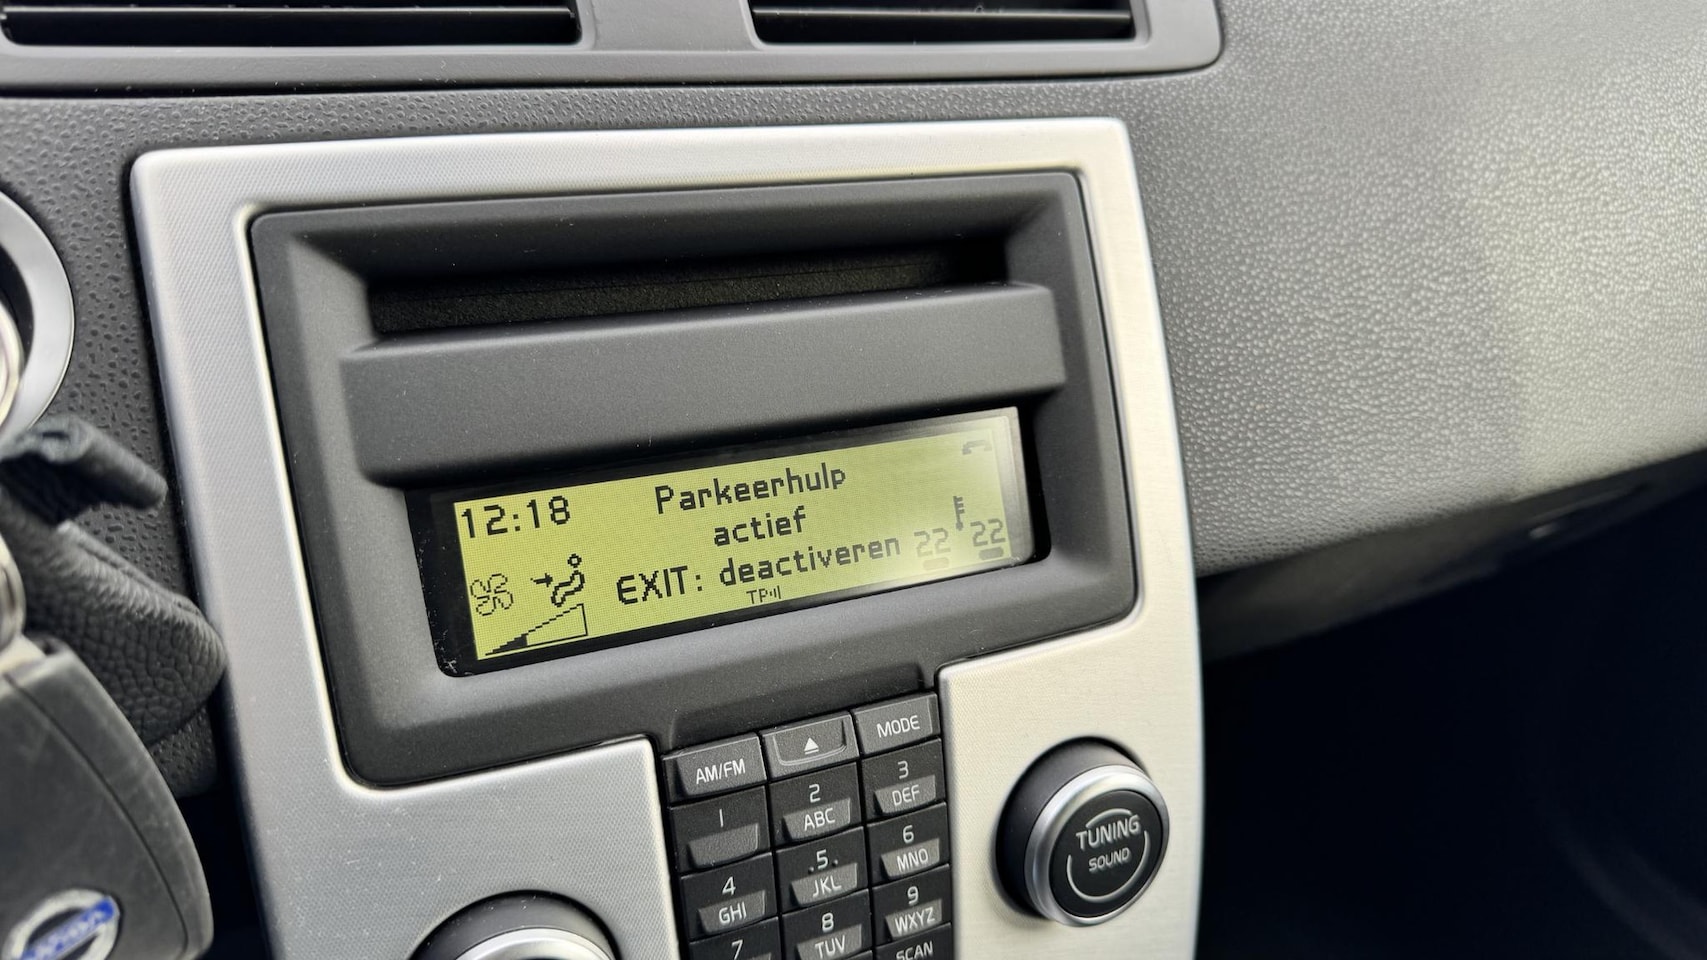 12:18
Parkeerhulp
actief
EXIT: deactiveren
22 22
TP
AM/FM
MODE
1
2
ABC
3
DEF
4
GHI
5
JKL
6
MNO
7
8
TUV
9
WXYZ
SCAN
TUNING
SOUND